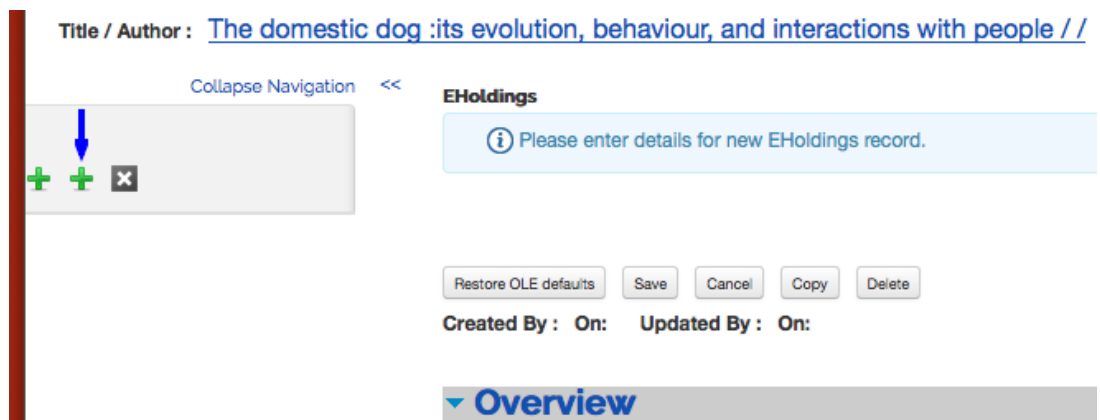 Title / Author : The domestic dog :its evolution, behaviour, and interactions with people / /
Collapse Navigation <<
EHoldings
Please enter details for new EHoldings record.
Restore OLE defaults Save Cancel Copy Delete
Created By : On: Updated By : On:
Overview